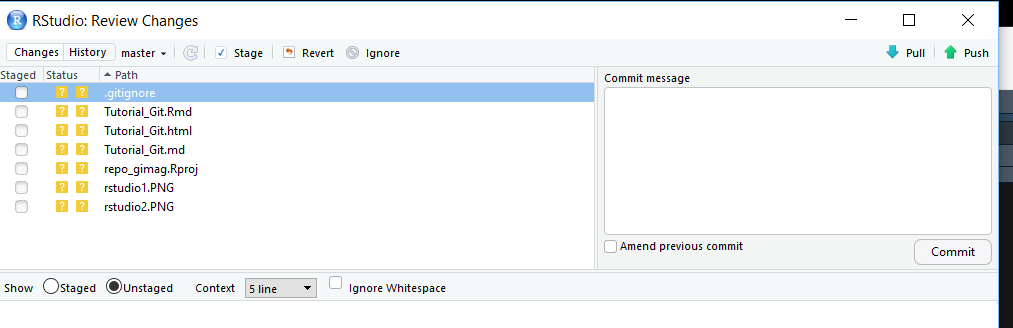 R RStudio: Review Changes
Changes History master Stage Revert Ignore Pull Push
Staged Status Path Commit message
? ? .gitignore
? ? Tutorial_Git.Rmd
? ? Tutorial_Git.html
? ? Tutorial_Git.md
? ? repo_gimag.Rproj
? ? rstudio1.PNG
? ? rstudio2.PNG
Amend previous commit
Commit
Show Staged Unstaged Context 5 line Ignore Whitespace